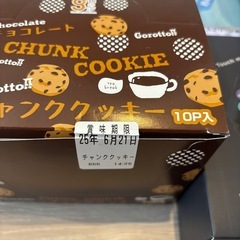 Chocolate
チョコレート
Gorotto!!
CHUNK
COOKIE
Gorotto!!
チャンククッキー
10P入
賞味期限
25年 6月21日
チャンククッキー
Touch